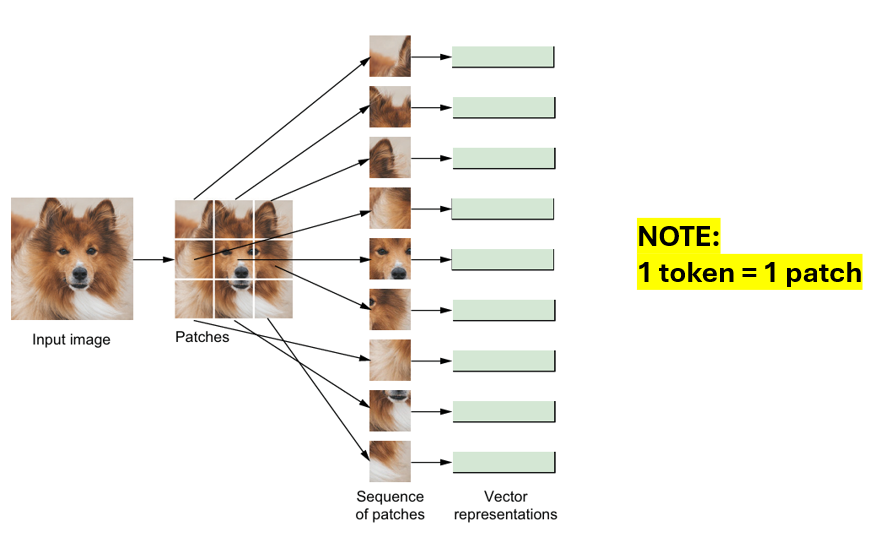 NOTE:
1 token = 1 patch
Input image
Patches
Sequence
of patches
Vector
representations